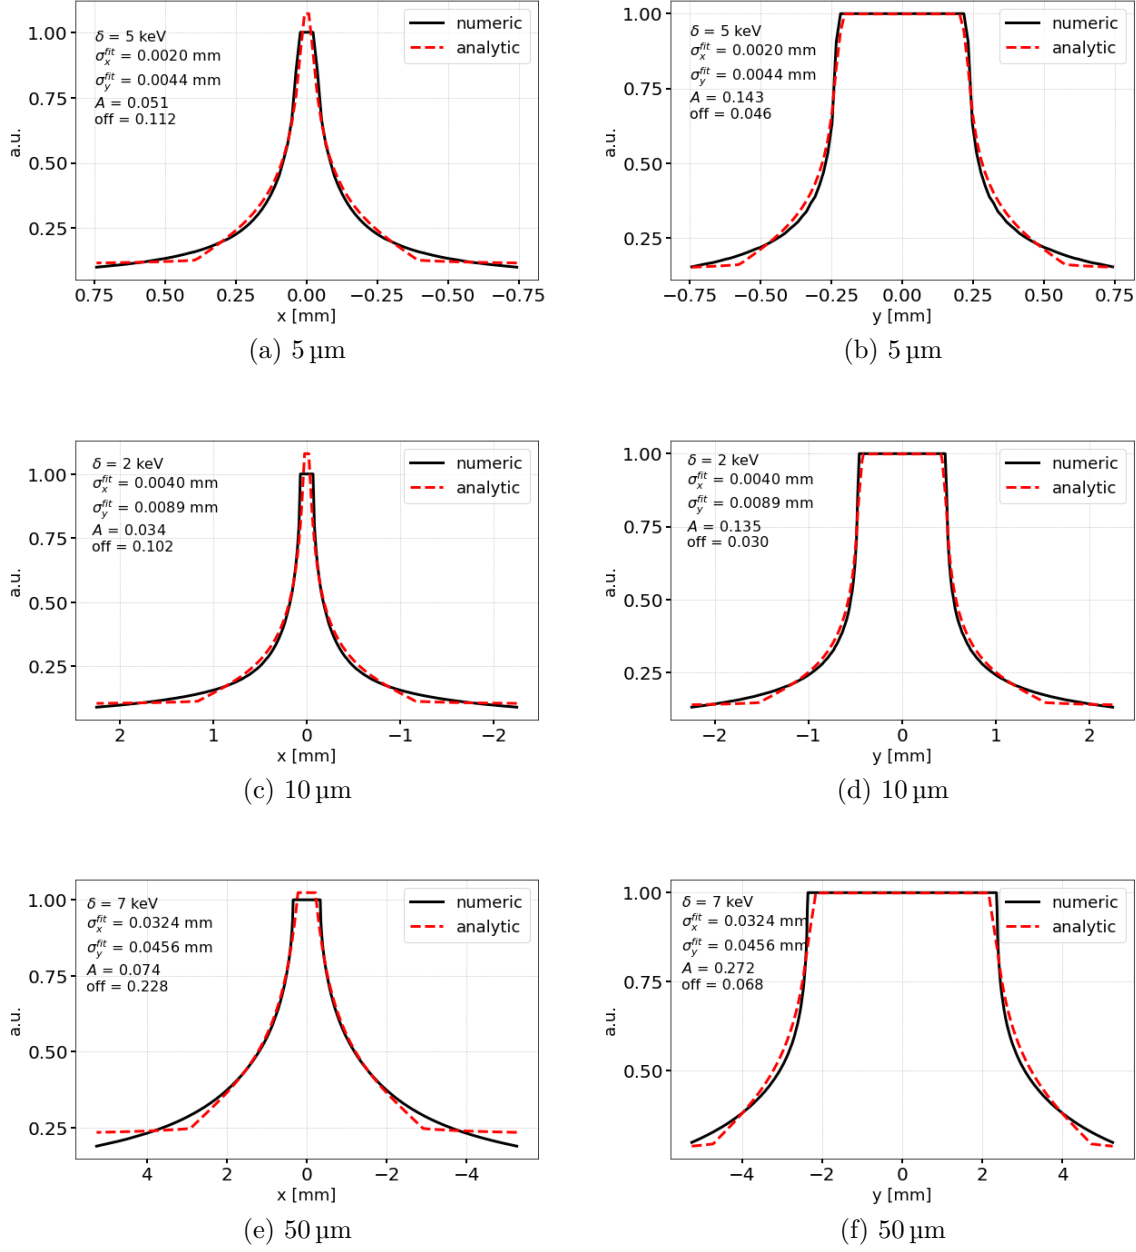 δ = 5 keV
σ_x^fit = 0.0020 mm
σ_y^fit = 0.0044 mm
A = 0.051
off = 0.112
numeric
analytic
1.00
0.75
0.50
0.25
a.u.
0.75 0.50 0.25 0.00 −0.25 −0.50 −0.75
x [mm]
(a) 5 µm
δ = 5 keV
σ_x^fit = 0.0020 mm
σ_y^fit = 0.0044 mm
A = 0.143
off = 0.046
numeric
analytic
1.00
0.75
0.50
0.25
a.u.
−0.75 −0.50 −0.25 0.00 0.25 0.50 0.75
y [mm]
(b) 5 µm
δ = 2 keV
σ_x^fit = 0.0040 mm
σ_y^fit = 0.0089 mm
A = 0.034
off = 0.102
numeric
analytic
1.00
0.75
0.50
0.25
a.u.
2 1 0 −1 −2
x [mm]
(c) 10 µm
δ = 2 keV
σ_x^fit = 0.0040 mm
σ_y^fit = 0.0089 mm
A = 0.135
off = 0.030
numeric
analytic
1.00
0.75
0.50
0.25
a.u.
−2 −1 0 1 2
y [mm]
(d) 10 µm
δ = 7 keV
σ_x^fit = 0.0324 mm
σ_y^fit = 0.0456 mm
A = 0.074
off = 0.228
numeric
analytic
1.00
0.75
0.50
0.25
a.u.
4 2 0 −2 −4
x [mm]
(e) 50 µm
δ = 7 keV
σ_x^fit = 0.0324 mm
σ_y^fit = 0.0456 mm
A = 0.272
off = 0.068
numeric
analytic
1.00
0.75
0.50
a.u.
−4 −2 0 2 4
y [mm]
(f) 50 µm